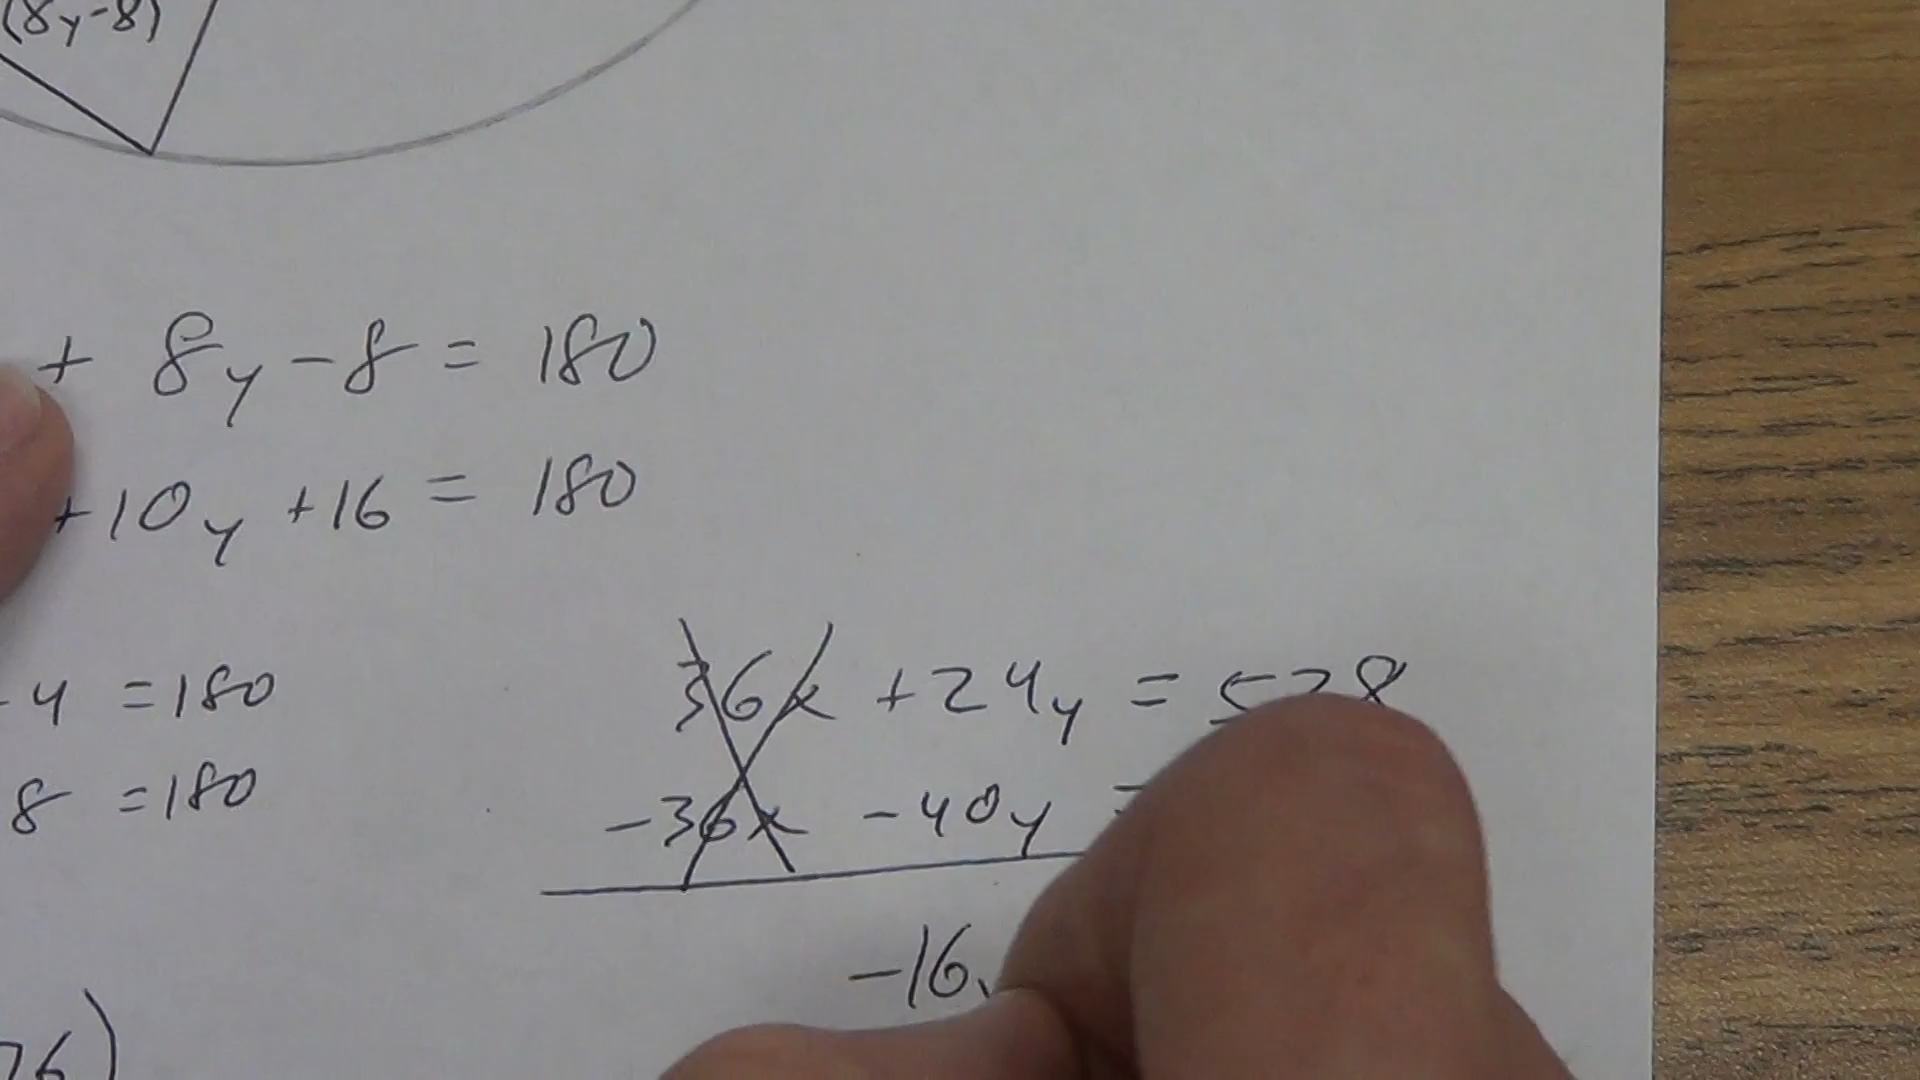 (8y-8)
+ 8y - 8 = 180
+10y +16 = 180
- 4 = 180
8 = 180
36x + 24y = 528
-36x - 40y =
-16
76)